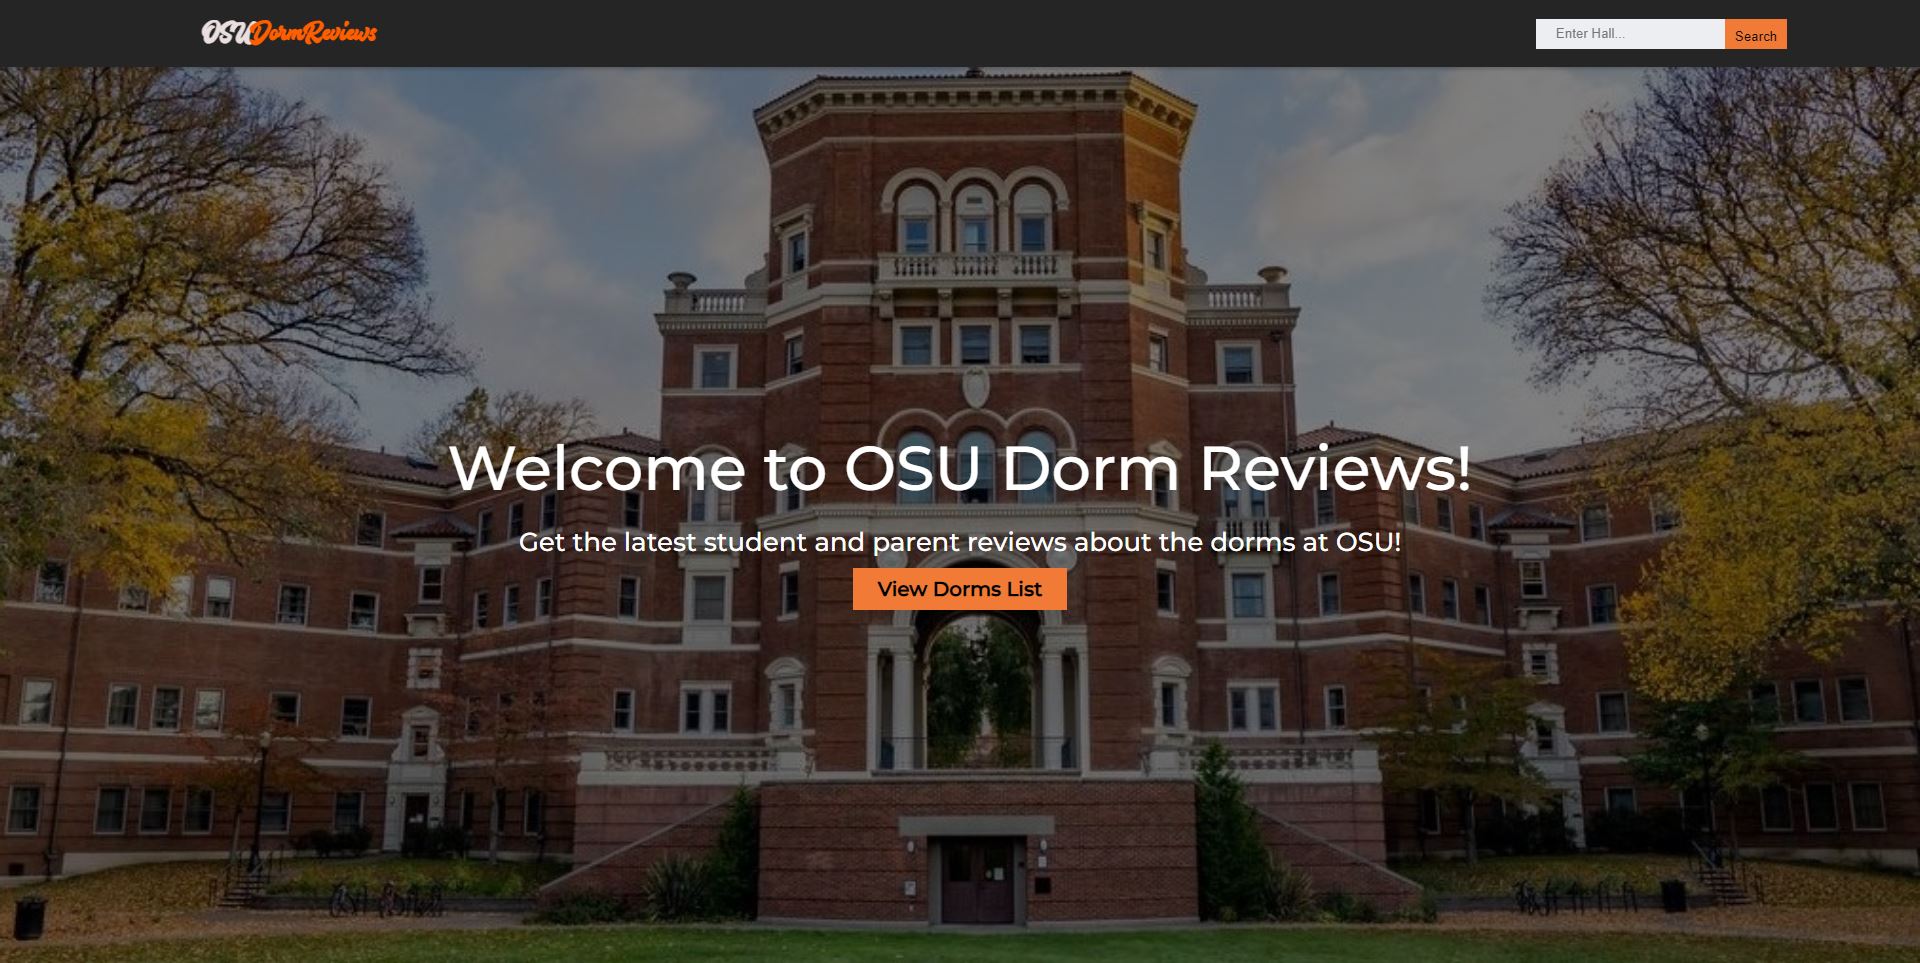 OSUDormReviews
Enter Hall...
Search
Welcome to OSU Dorm Reviews!
Get the latest student and parent reviews about the dorms at OSU!
View Dorms List